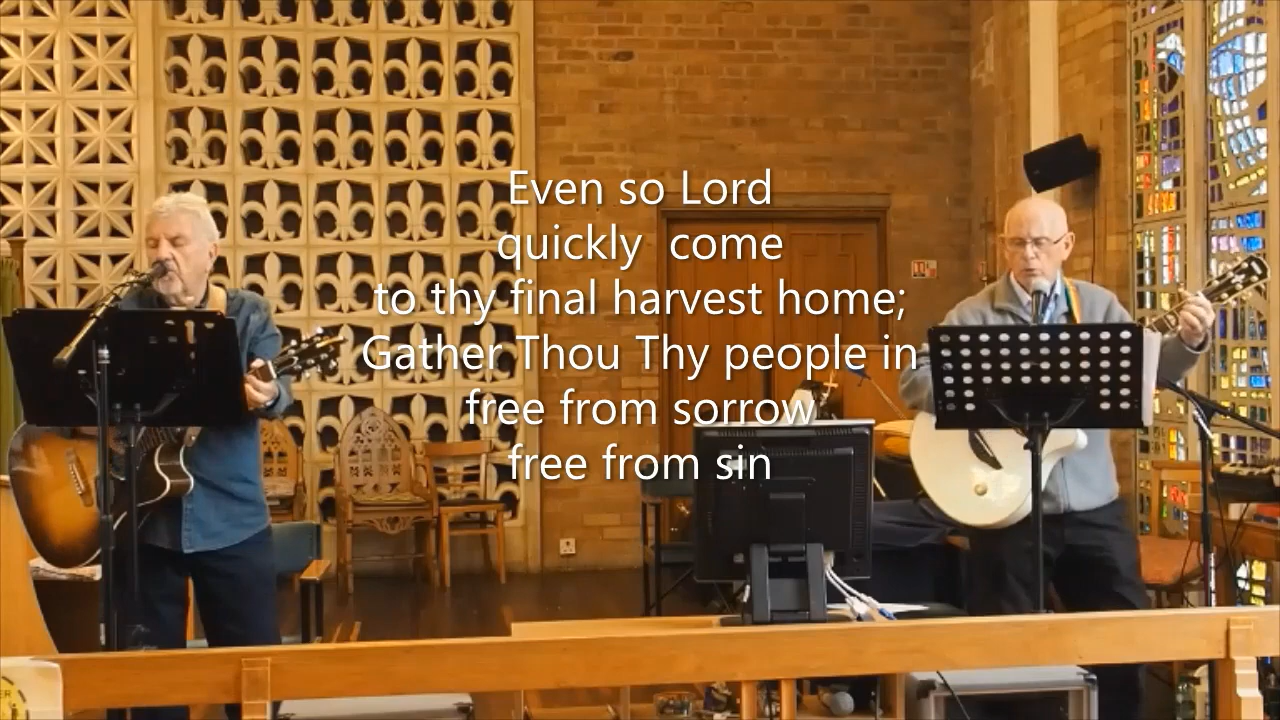 Even so Lord
quickly  come
to thy final harvest home;
Gather Thou Thy people in
free from sorrow
free from sin